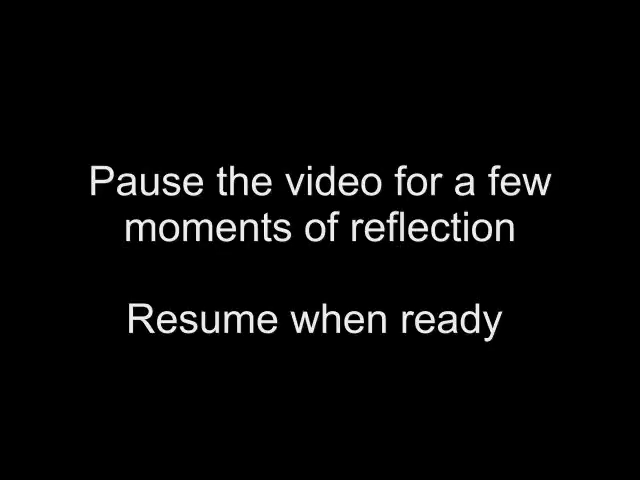 Pause the video for a few
moments of reflection
Resume when ready